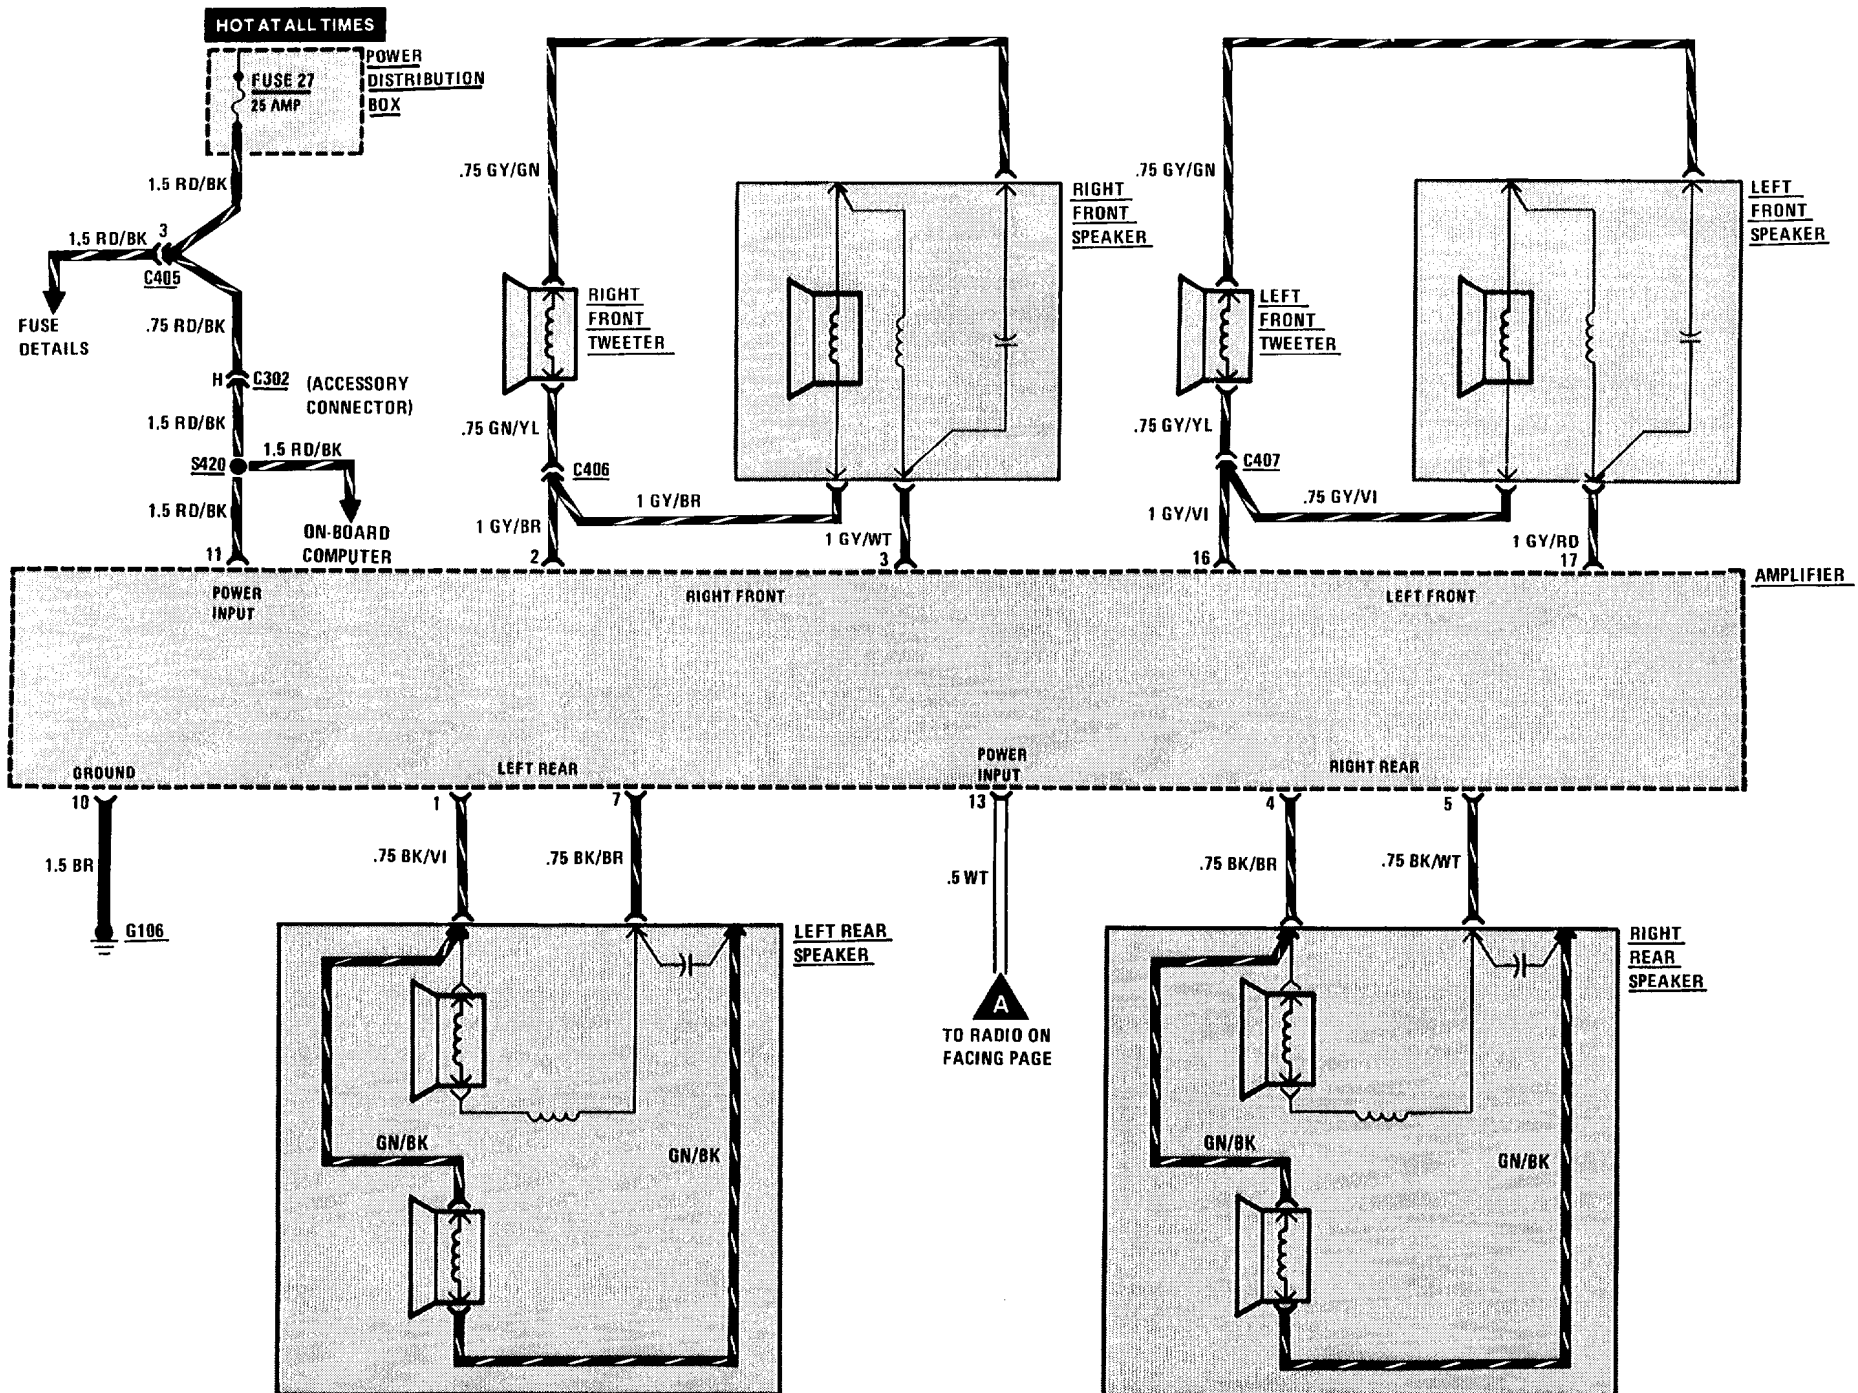 HOT AT ALL TIMES
POWER
DISTRIBUTION
BOX
FUSE 27
25 AMP
1.5 RD/BK
1.5 RD/BK
3
C405
FUSE
DETAILS
.75 RD/BK
H
C302
(ACCESSORY
CONNECTOR)
1.5 RD/BK
S420
1.5 RD/BK
1.5 RD/BK
ON-BOARD
COMPUTER
11
.75 GY/GN
RIGHT
FRONT
TWEETER
.75 GN/YL
C406
1 GY/BR
1 GY/BR
2
RIGHT
FRONT
SPEAKER
1 GY/WT
3
.75 GY/GN
LEFT
FRONT
TWEETER
.75 GY/YL
C407
.75 GY/VI
1 GY/VI
16
LEFT
FRONT
SPEAKER
1 GY/RD
17
AMPLIFIER
POWER
INPUT
RIGHT FRONT
LEFT FRONT
GROUND
LEFT REAR
POWER
INPUT
RIGHT REAR
10
1
7
13
4
5
1.5 BR
G106
.75 BK/VI
.75 BK/BR
.5 WT
.75 BK/BR
.75 BK/WT
LEFT REAR
SPEAKER
A
TO RADIO ON
FACING PAGE
RIGHT
REAR
SPEAKER
GN/BK
GN/BK
GN/BK
GN/BK